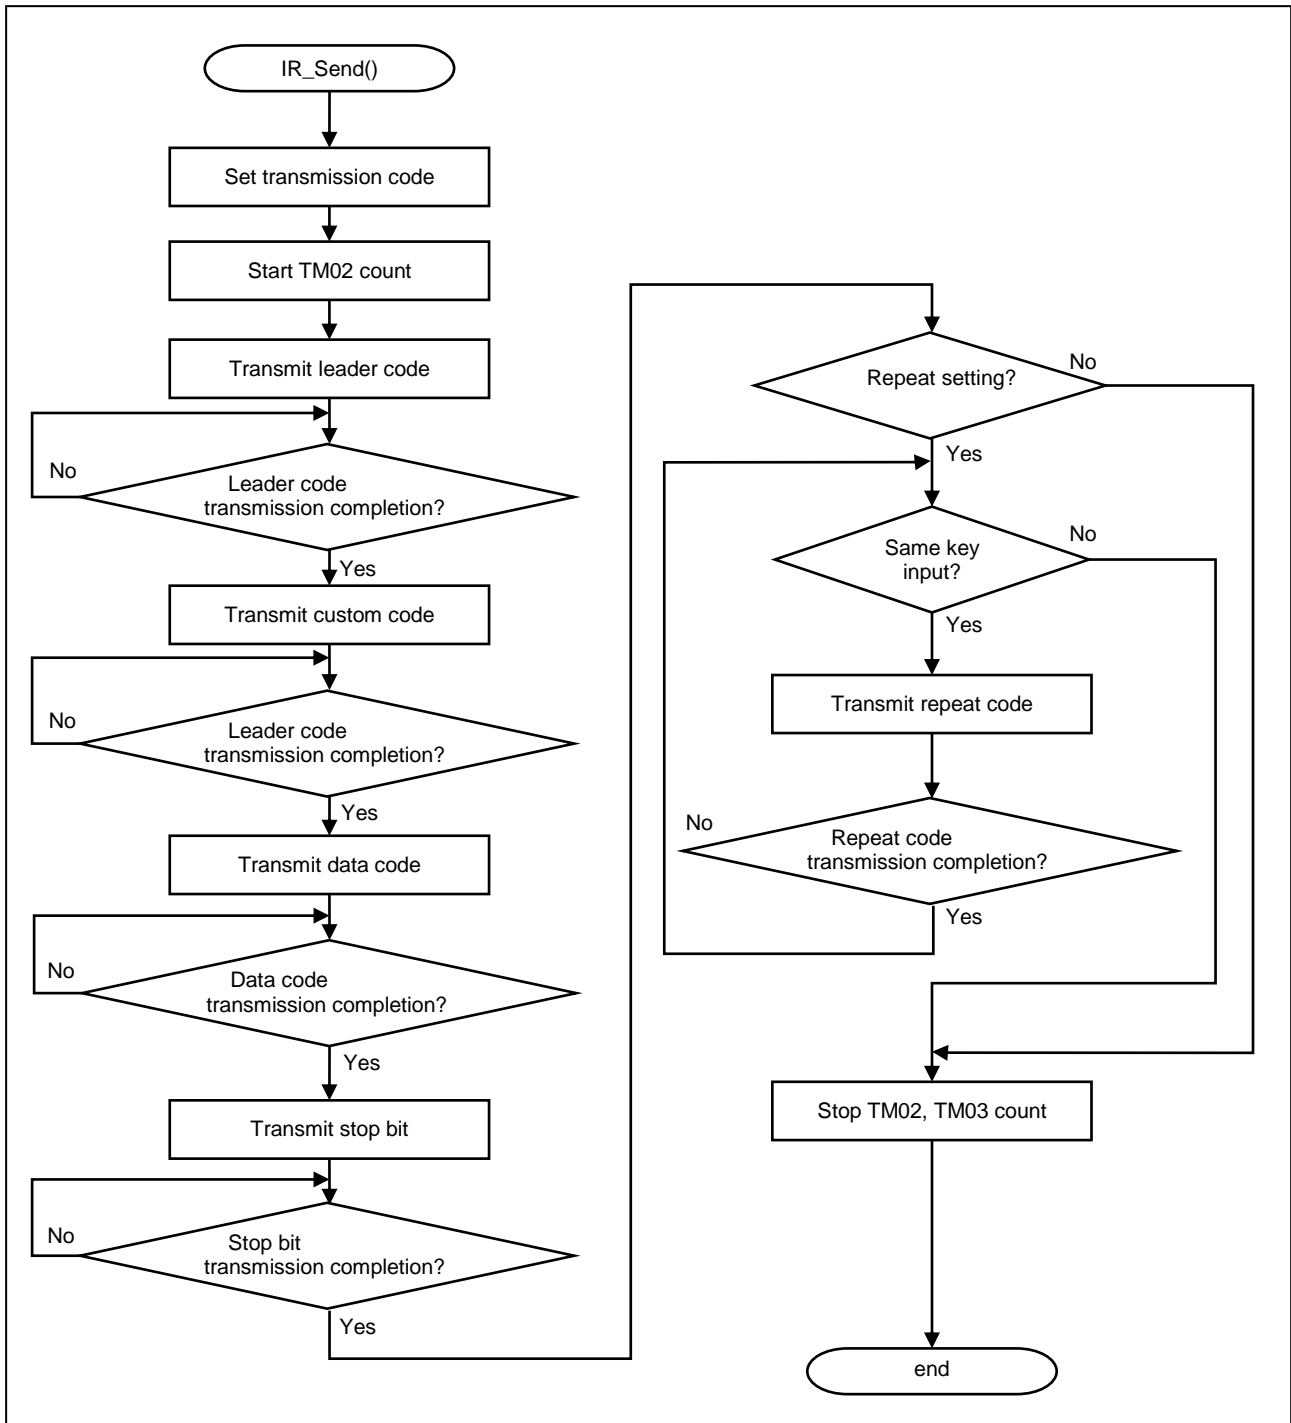 IR_Send()
Set transmission code
Start TM02 count
Transmit leader code
No
Leader code
transmission completion?
Yes
Transmit custom code
No
Leader code
transmission completion?
Yes
Transmit data code
No
Data code
transmission completion?
Yes
Transmit stop bit
No
Stop bit
transmission completion?
Yes
Repeat setting?
No
Yes
Same key
input?
No
Yes
Transmit repeat code
No
Repeat code
transmission completion?
Yes
Stop TM02, TM03 count
end